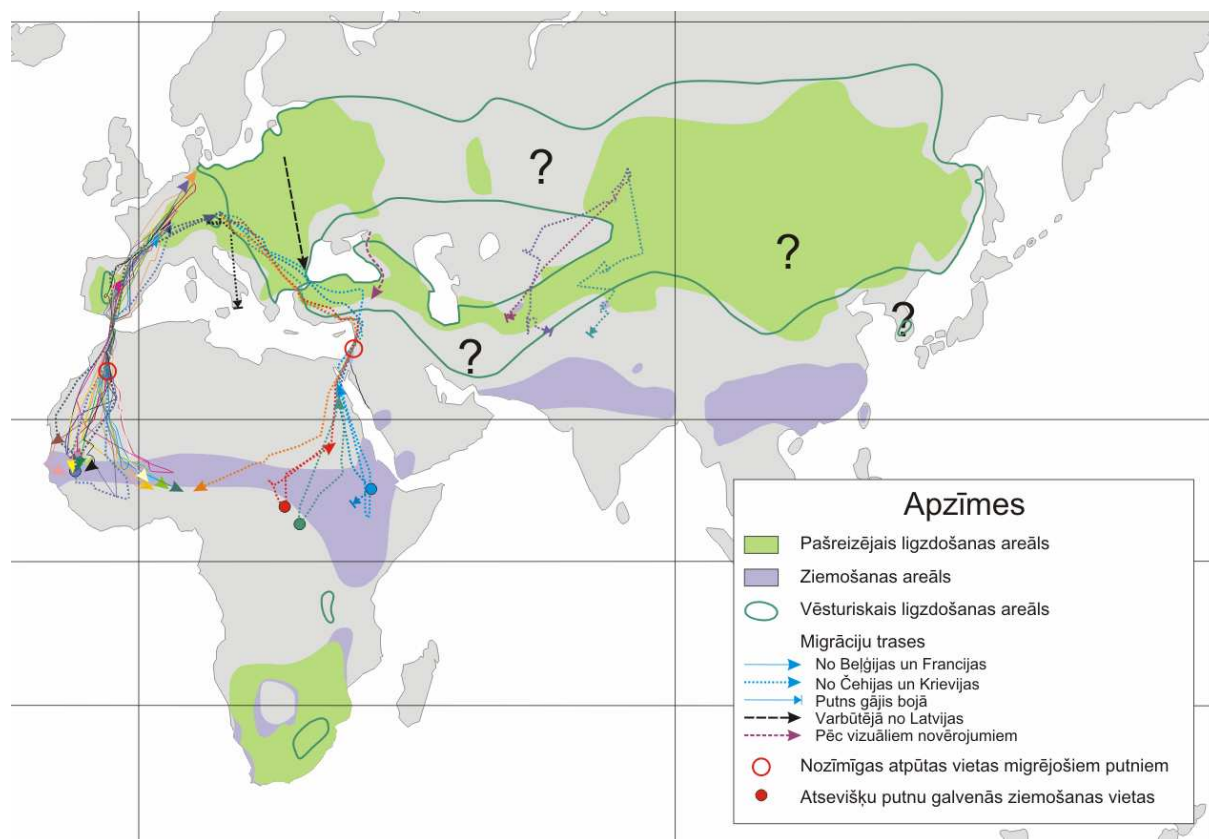 ?
?
?
?
Apzīmes
Pašreizējais ligzdošanas areāls
Ziemošanas areāls
Vēsturiskais ligzdošanas areāls
Migrāciju trases
No Beļģijas un Francijas
No Čehijas un Krievijas
Putns gājis bojā
Varbūtējā no Latvijas
Pēc vizuāliem novērojumiem
Nozīmīgas atpūtas vietas migrējošiem putniem
Atsevišķu putnu galvenās ziemošanas vietas